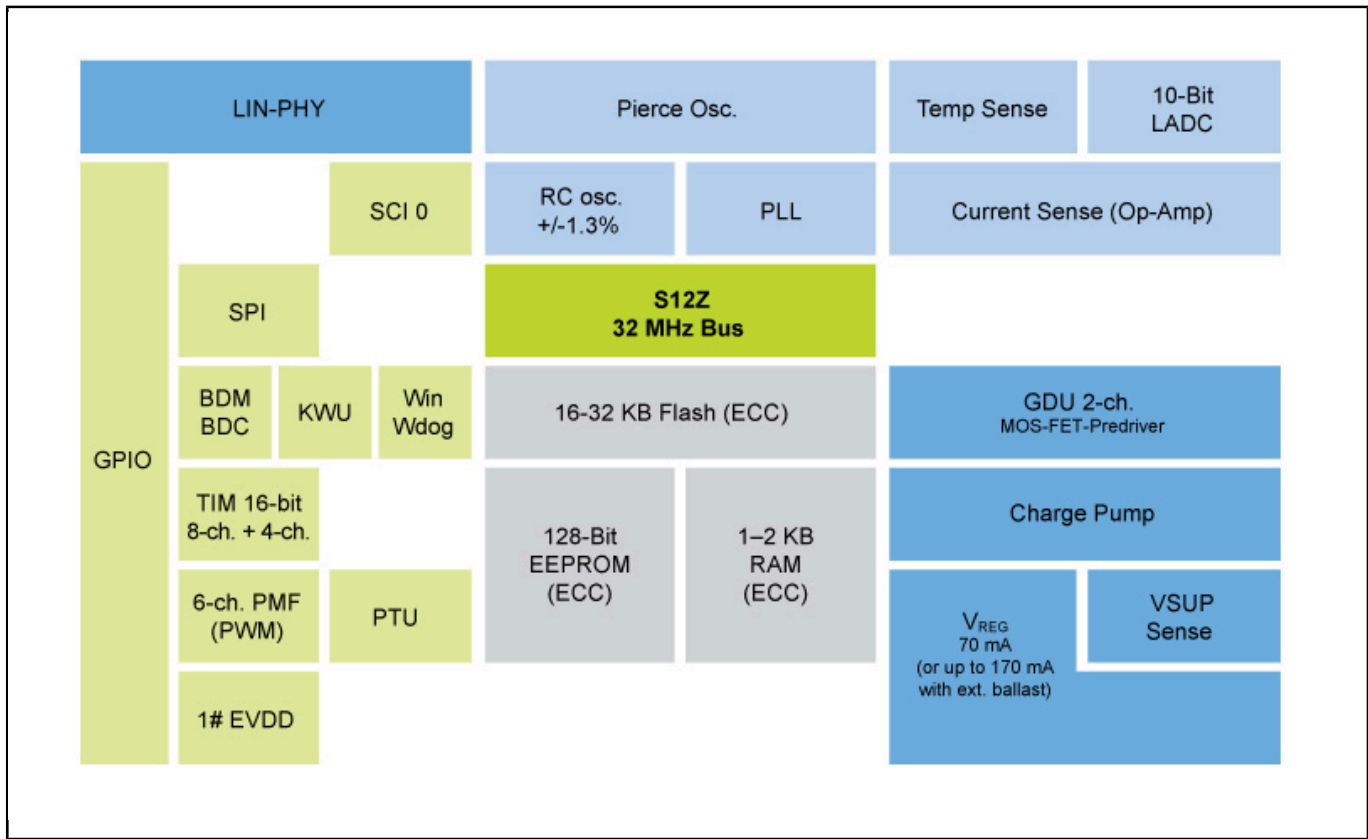 LIN-PHY
Pierce Osc.
Temp Sense
10-Bit
LADC
SCI 0
RC osc.
+/-1.3%
PLL
Current Sense (Op-Amp)
SPI
S12Z
32 MHz Bus
GPIO
BDM
BDC
KWU
Win
Wdog
16-32 KB Flash (ECC)
GDU 2-ch.
MOS-FET-Predriver
TIM 16-bit
8-ch. + 4-ch.
128-Bit
EEPROM
(ECC)
1–2 KB
RAM
(ECC)
Charge Pump
6-ch. PMF
(PWM)
PTU
VREG
70 mA
(or up to 170 mA
with ext. ballast)
VSUP
Sense
1# EVDD